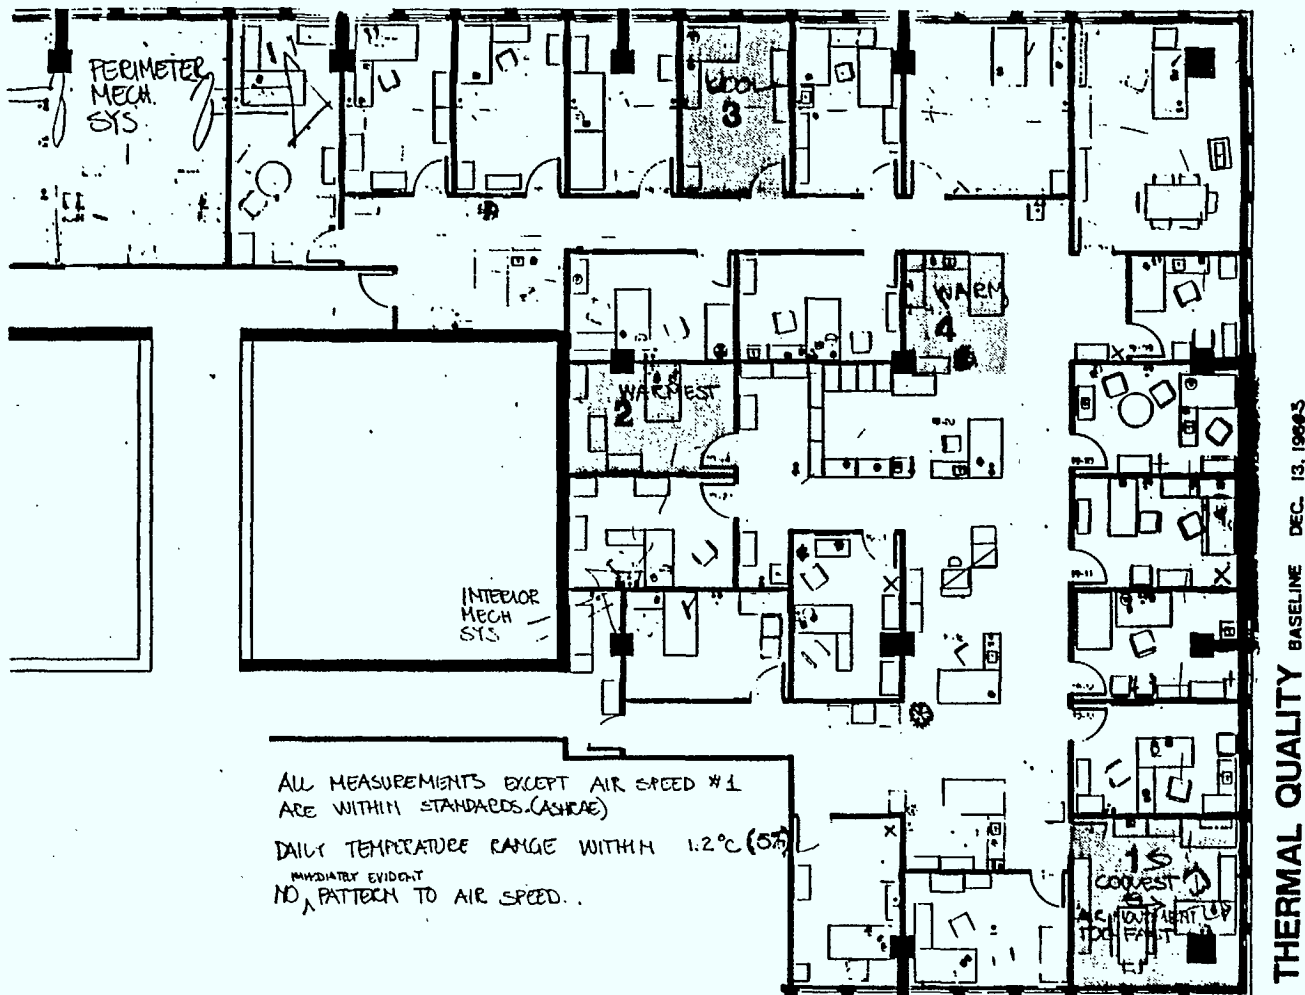 PERIMETER
MECH.
SYS
COOL
3
WARM
4
WARMEST
2
INTERIOR
MECH
SYS
ALL MEASUREMENTS EXCEPT AIR SPEED #1
ARE WITHIN STANDARDS.(ASHRAE)
DAILY TEMPERATURE RANGE WITHIN 1.2°C (5%)
IMMEDIATELY EVIDENT
NO ^ PATTERN TO AIR SPEED..
1
COOLEST
AIR MOVEMENT
TOO FAST
THERMAL QUALITY BASELINE DEC. 13.